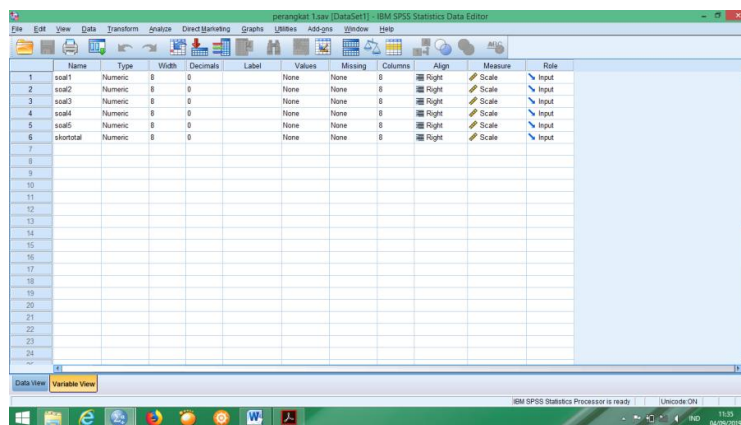 perangkat 1.sav [DataSet1] - IBM SPSS Statistics Data Editor
File Edit View Data Transform Analyze Direct Marketing Graphs Utilities Add-ons Window Help
Name Type Width Decimals Label Values Missing Columns Align Measure Role
1 soal1 Numeric 8 0 None None 8 Right Scale Input
2 soal2 Numeric 8 0 None None 8 Right Scale Input
3 soal3 Numeric 8 0 None None 8 Right Scale Input
4 soal4 Numeric 8 0 None None 8 Right Scale Input
5 soal5 Numeric 8 0 None None 8 Right Scale Input
6 skortotal Numeric 8 0 None None 8 Right Scale Input
7
8
9
10
11
12
13
14
15
16
17
18
19
20
21
22
23
24
Data View Variable View
IBM SPSS Statistics Processor is ready Unicode:ON
IND 11:35
04/09/2019